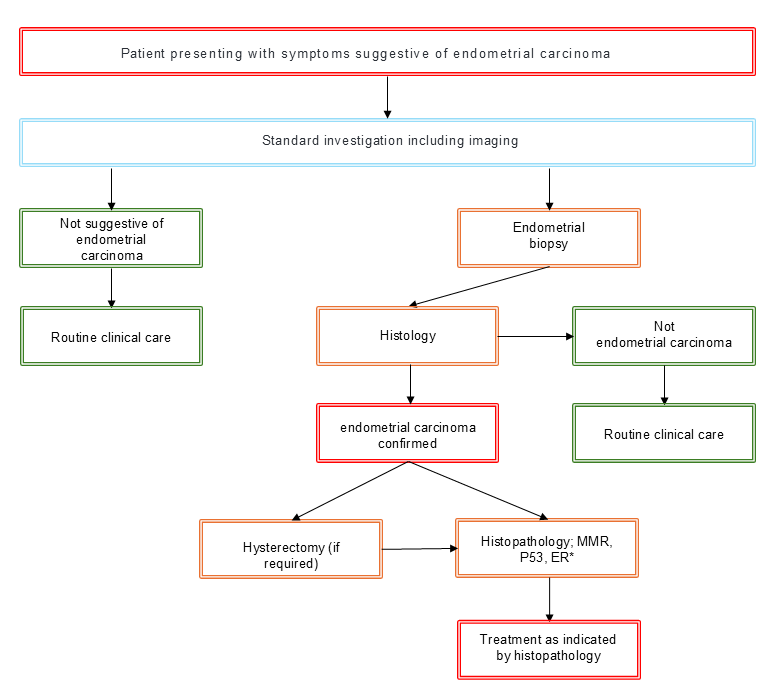 Patient presenting with symptoms suggestive of endometrial carcinoma
Standard investigation including imaging
Not suggestive of
endometrial
carcinoma
Endometrial
biopsy
Routine clinical care
Histology
Not
endometrial carcinoma
endometrial carcinoma
confirmed
Routine clinical care
Hysterectomy (if
required)
Histopathology; MMR,
P53, ER*
Treatment as indicated
by histopathology